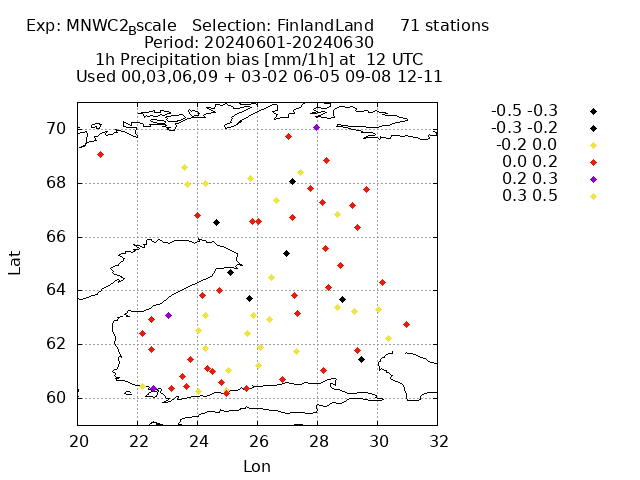 Exp: MNWC2Bscale Selection: FinlandLand 71 stations
Period: 20240601-20240630
1h Precipitation bias [mm/1h] at 12 UTC
Used 00,03,06,09 + 03-02 06-05 09-08 12-11
-0.5 -0.3
-0.3 -0.2
-0.2 0.0
0.0 0.2
0.2 0.3
0.3 0.5
70
68
66
64
62
60
Lat
20 22 24 26 28 30 32
Lon